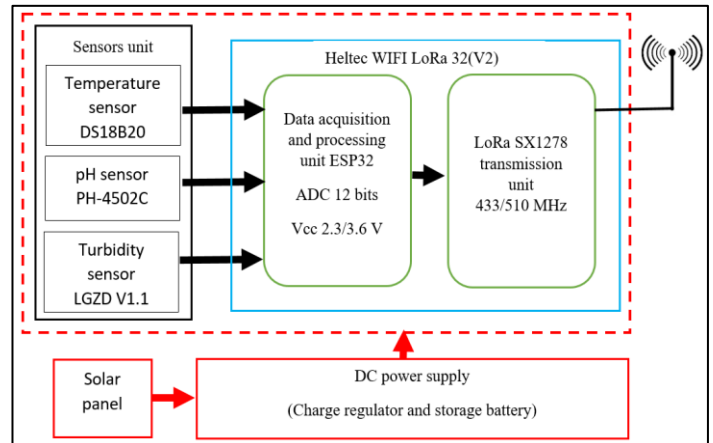 Sensors unit
Temperature
sensor
DS18B20
pH sensor
PH-4502C
Turbidity
sensor
LGZD V1.1
Heltec WIFI LoRa 32(V2)
Data acquisition
and processing
unit ESP32
ADC 12 bits
Vcc 2.3/3.6 V
LoRa SX1278
transmission
unit
433/510 MHz
Solar
panel
DC power supply
(Charge regulator and storage battery)